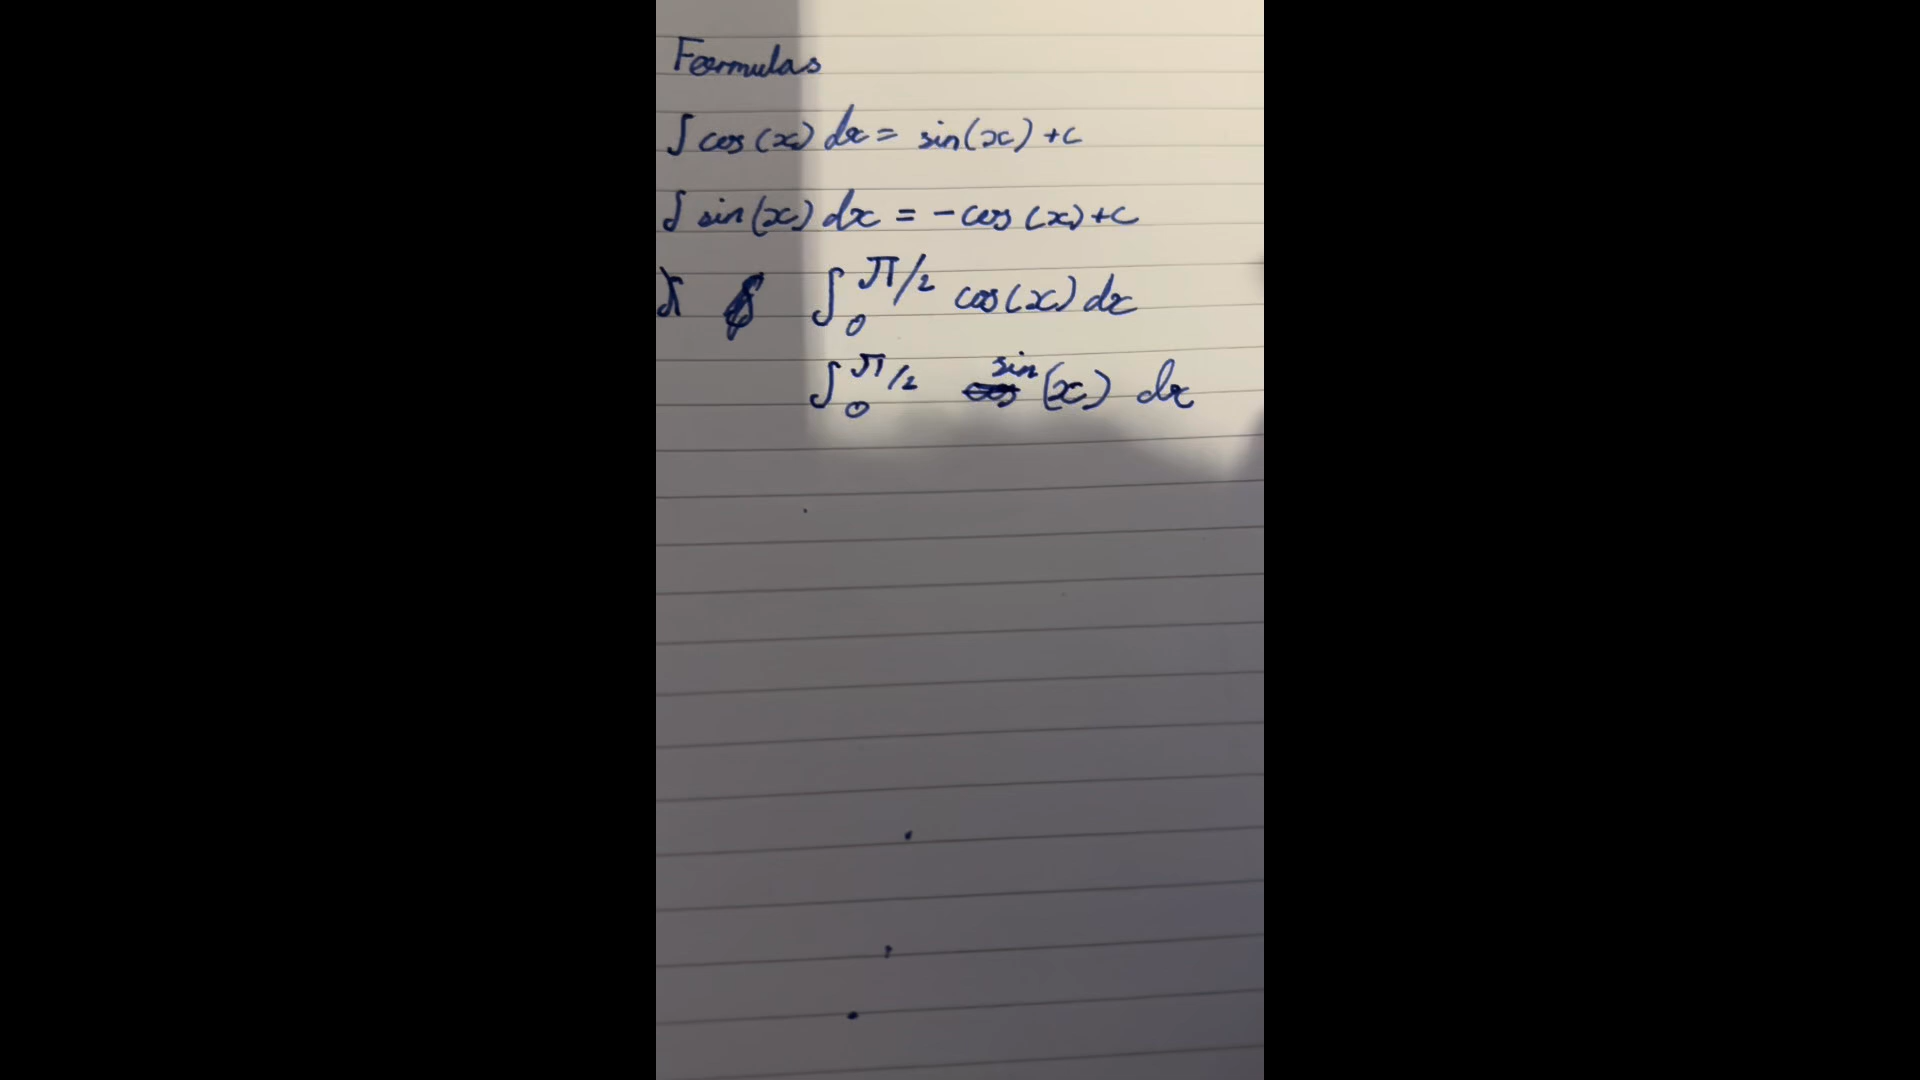 Formulas
∫ cos(x) dx = sin(x) + c
∫ sin(x) dx = -cos(x) + c
∫₀^π/2 cos(x) dx
∫₀^π/2 sin(x) dx